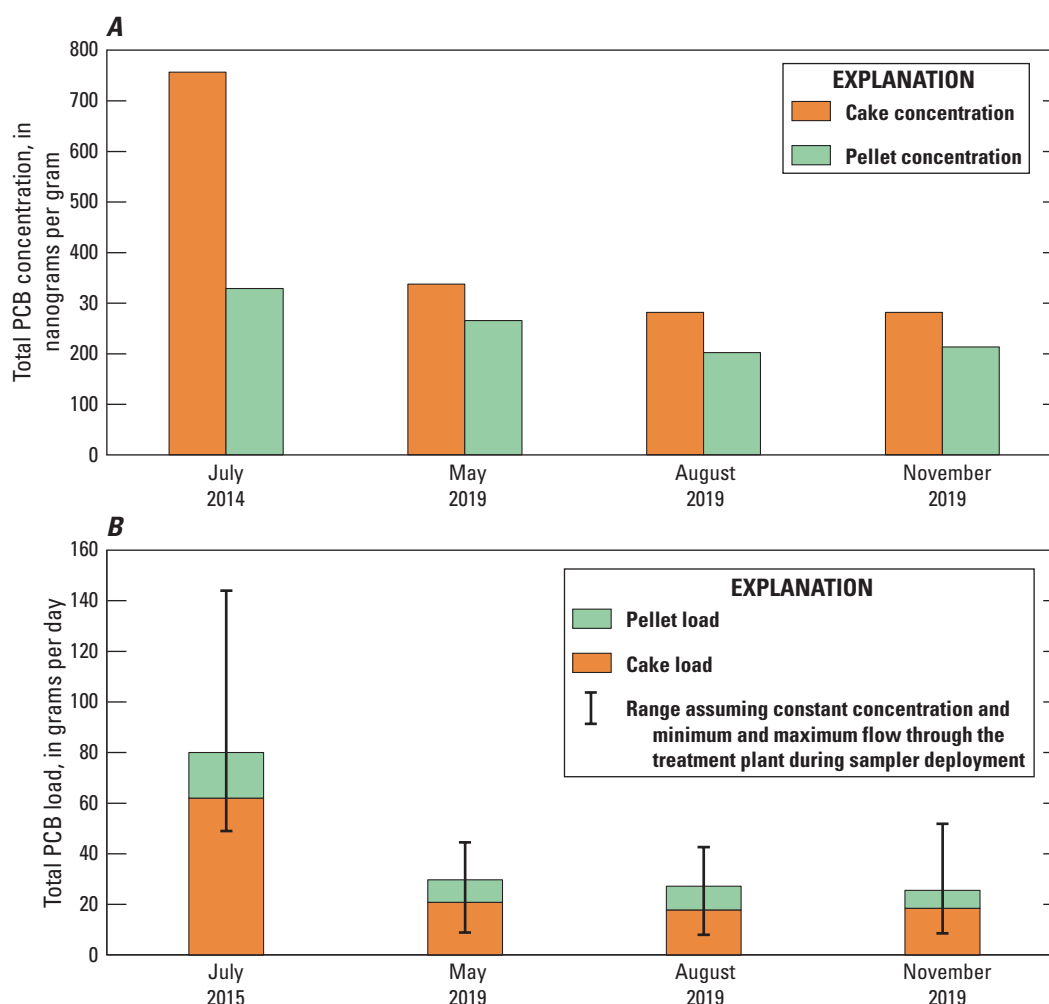 A
Total PCB concentration, in
nanograms per gram
800
700
600
500
400
30
200
100
0
EXPLANATION
Cake concentration
Pellet concentration
July
2014
May
2019
August
2019
November
2019
B
Total PCB load, in grams per day
160
140
120
100
80
60
40
20
0
EXPLANATION
Pellet load
Cake load
Range assuming constant concentration and
minimum and maximum flow through the
treatment plant during sampler deployment
July
2015
May
2019
August
2019
November
2019